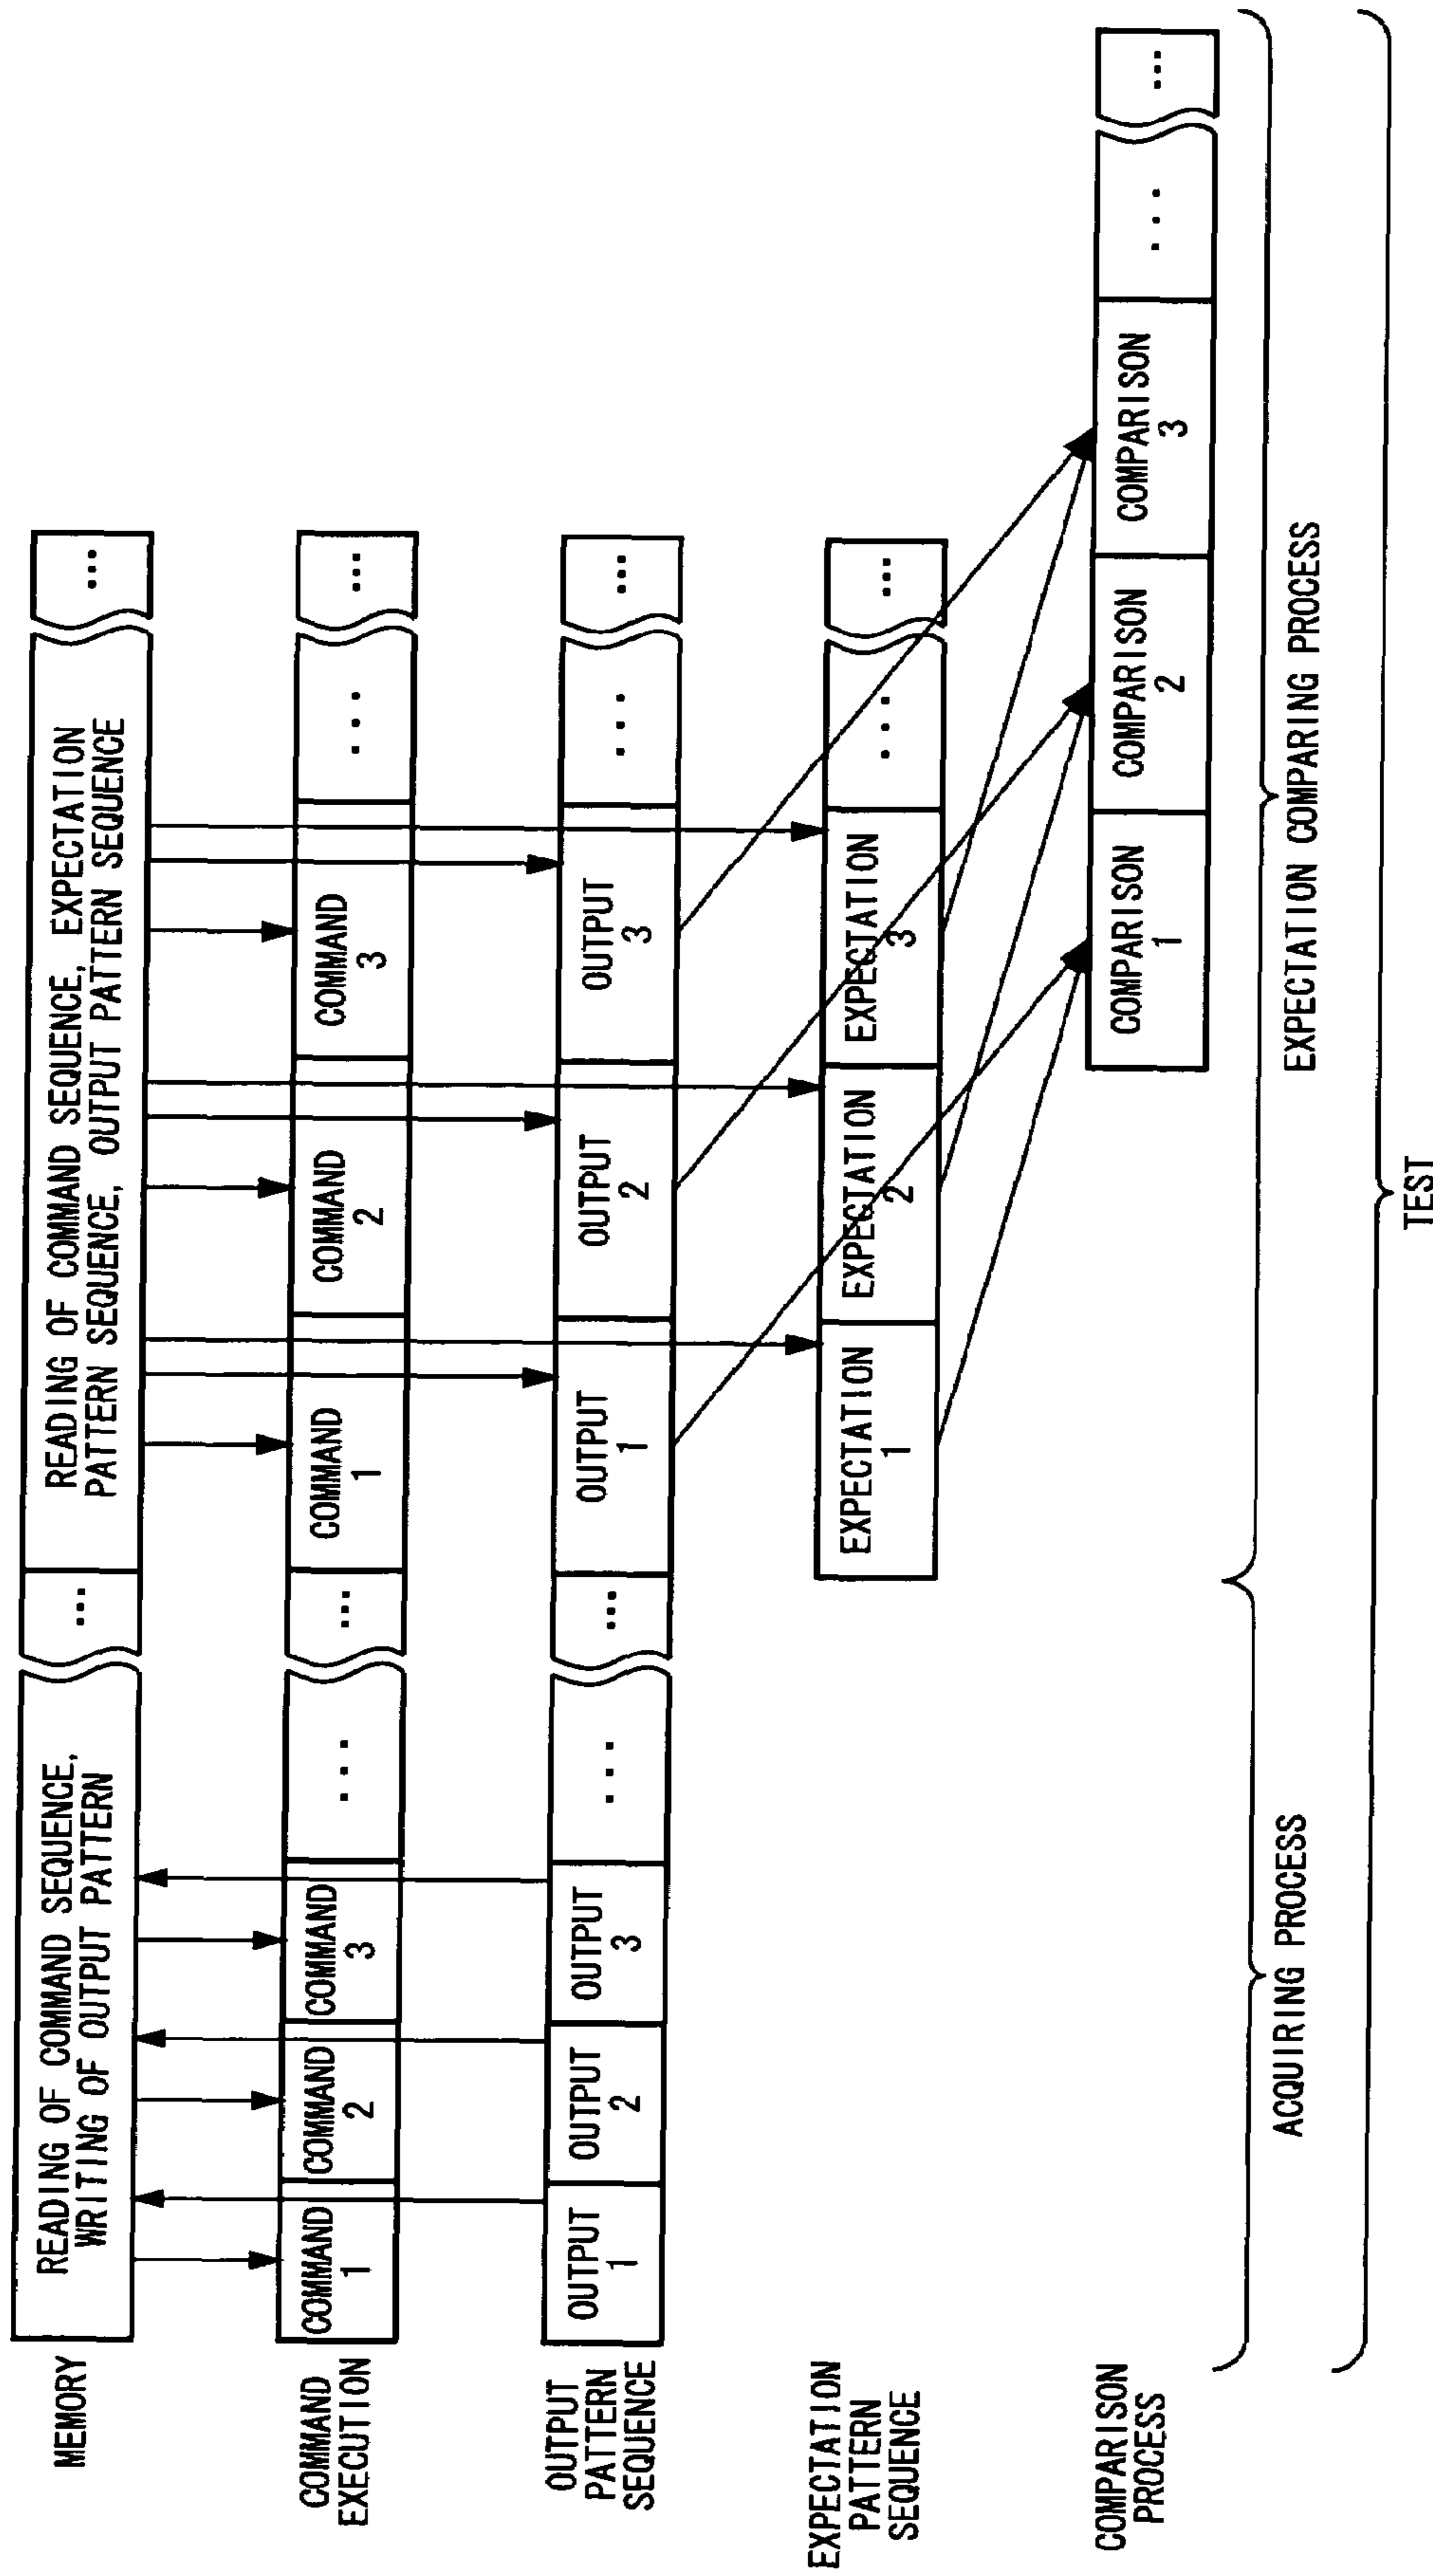 MEMORY
READING OF COMMAND SEQUENCE,
WRITING OF OUTPUT PATTERN
...
READING OF COMMAND SEQUENCE, EXPECTATION
PATTERN SEQUENCE, OUTPUT PATTERN SEQUENCE
...
COMMAND
EXECUTION
COMMAND
1
COMMAND
2
COMMAND
3
...
...
COMMAND
1
COMMAND
2
COMMAND
3
...
...
OUTPUT
PATTERN
SEQUENCE
OUTPUT
1
OUTPUT
2
OUTPUT
3
...
...
OUTPUT
1
OUTPUT
2
OUTPUT
3
...
...
EXPECTATION
PATTERN
SEQUENCE
EXPECTATION
1
EXPECTATION
2
EXPECTATION
3
...
...
COMPARISON
PROCESS
COMPARISON
1
COMPARISON
2
COMPARISON
3
...
...
ACQUIRING PROCESS
EXPECTATION COMPARING PROCESS
TEST